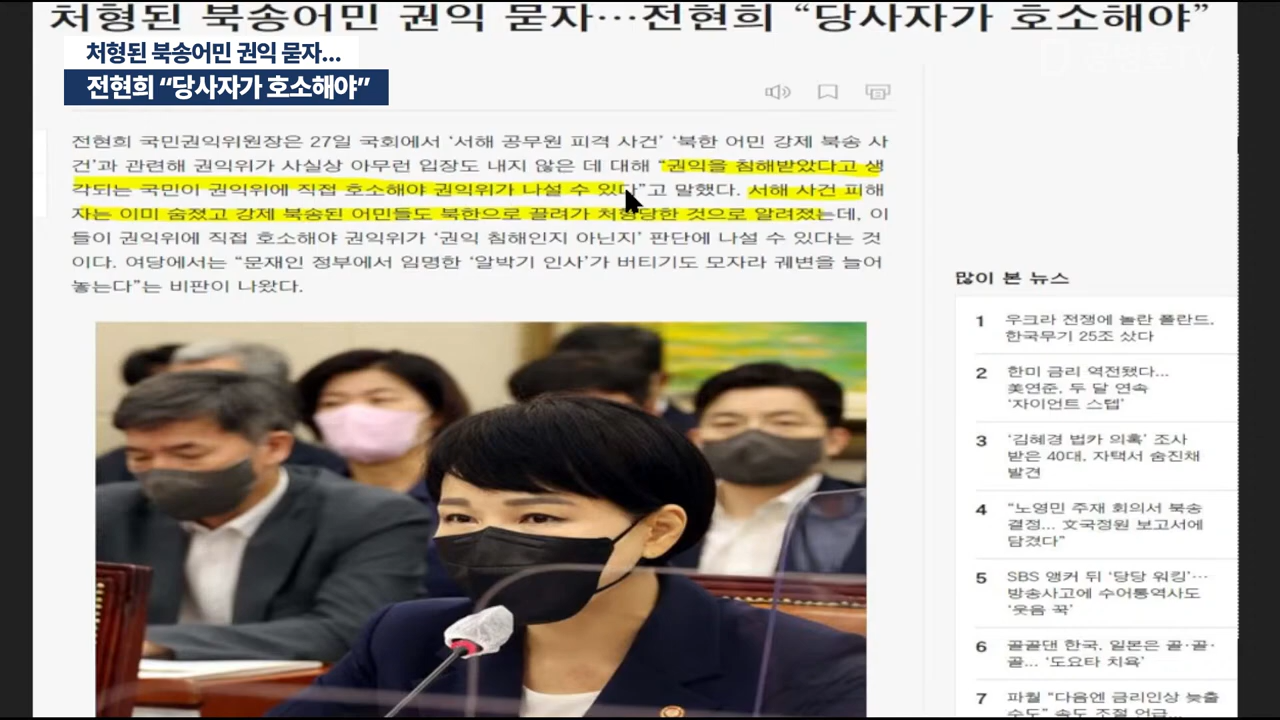 처형된 북송어민 권익 묻자…전현희 “당사자가 호소해야”
처형된 북송어민 권익 묻자...
전현희 “당사자가 호소해야”
전현희 국민권익위원장은 27일 국회에서 ‘서해 공무원 피격 사건’ ‘북한 어민 강제 북송 사
건’과 관련해 권익위가 사실상 아무런 입장도 내지 않은 데 대해 “권익을 침해받았다고 생
각되는 국민이 권익위에 직접 호소해야 권익위가 나설 수 있다”고 말했다. 서해 사건 피해
자는 이미 숨졌고 강제 북송된 어민들도 북한으로 끌려가 처형당한 것으로 알려졌는데, 이
들이 권익위에 직접 호소해야 권익위가 ‘권익 침해인지 아닌지’ 판단에 나설 수 있다는 것
이다. 여당에서는 “문재인 정부에서 임명한 ‘알박기 인사’가 버티기도 모자라 궤변을 늘어
놓는다”는 비판이 나왔다.
많이 본 뉴스
1 우크라 전쟁에 놀란 폴란드,
한국무기 25조 샀다
2 한미 금리 역전됐다…
美연준, 두 달 연속
‘자이언트 스텝’
3 ‘김혜경 법카 의혹’ 조사
받은 40대, 자택서 숨진채
발견
4 “노영민 주재 회의서 북송
결정… 文국정원 보고서에
담겼다”
5 SBS 앵커 뒤 ‘당당 워킹’…
방송사고에 수어통역사도
‘웃음 꾹’
6 골골댄 한국, 일본은 골·골·
골… ‘도요타 치욕’
7 파월 “다음엔 금리인상 늦출
수도” 속도 조절 언급…